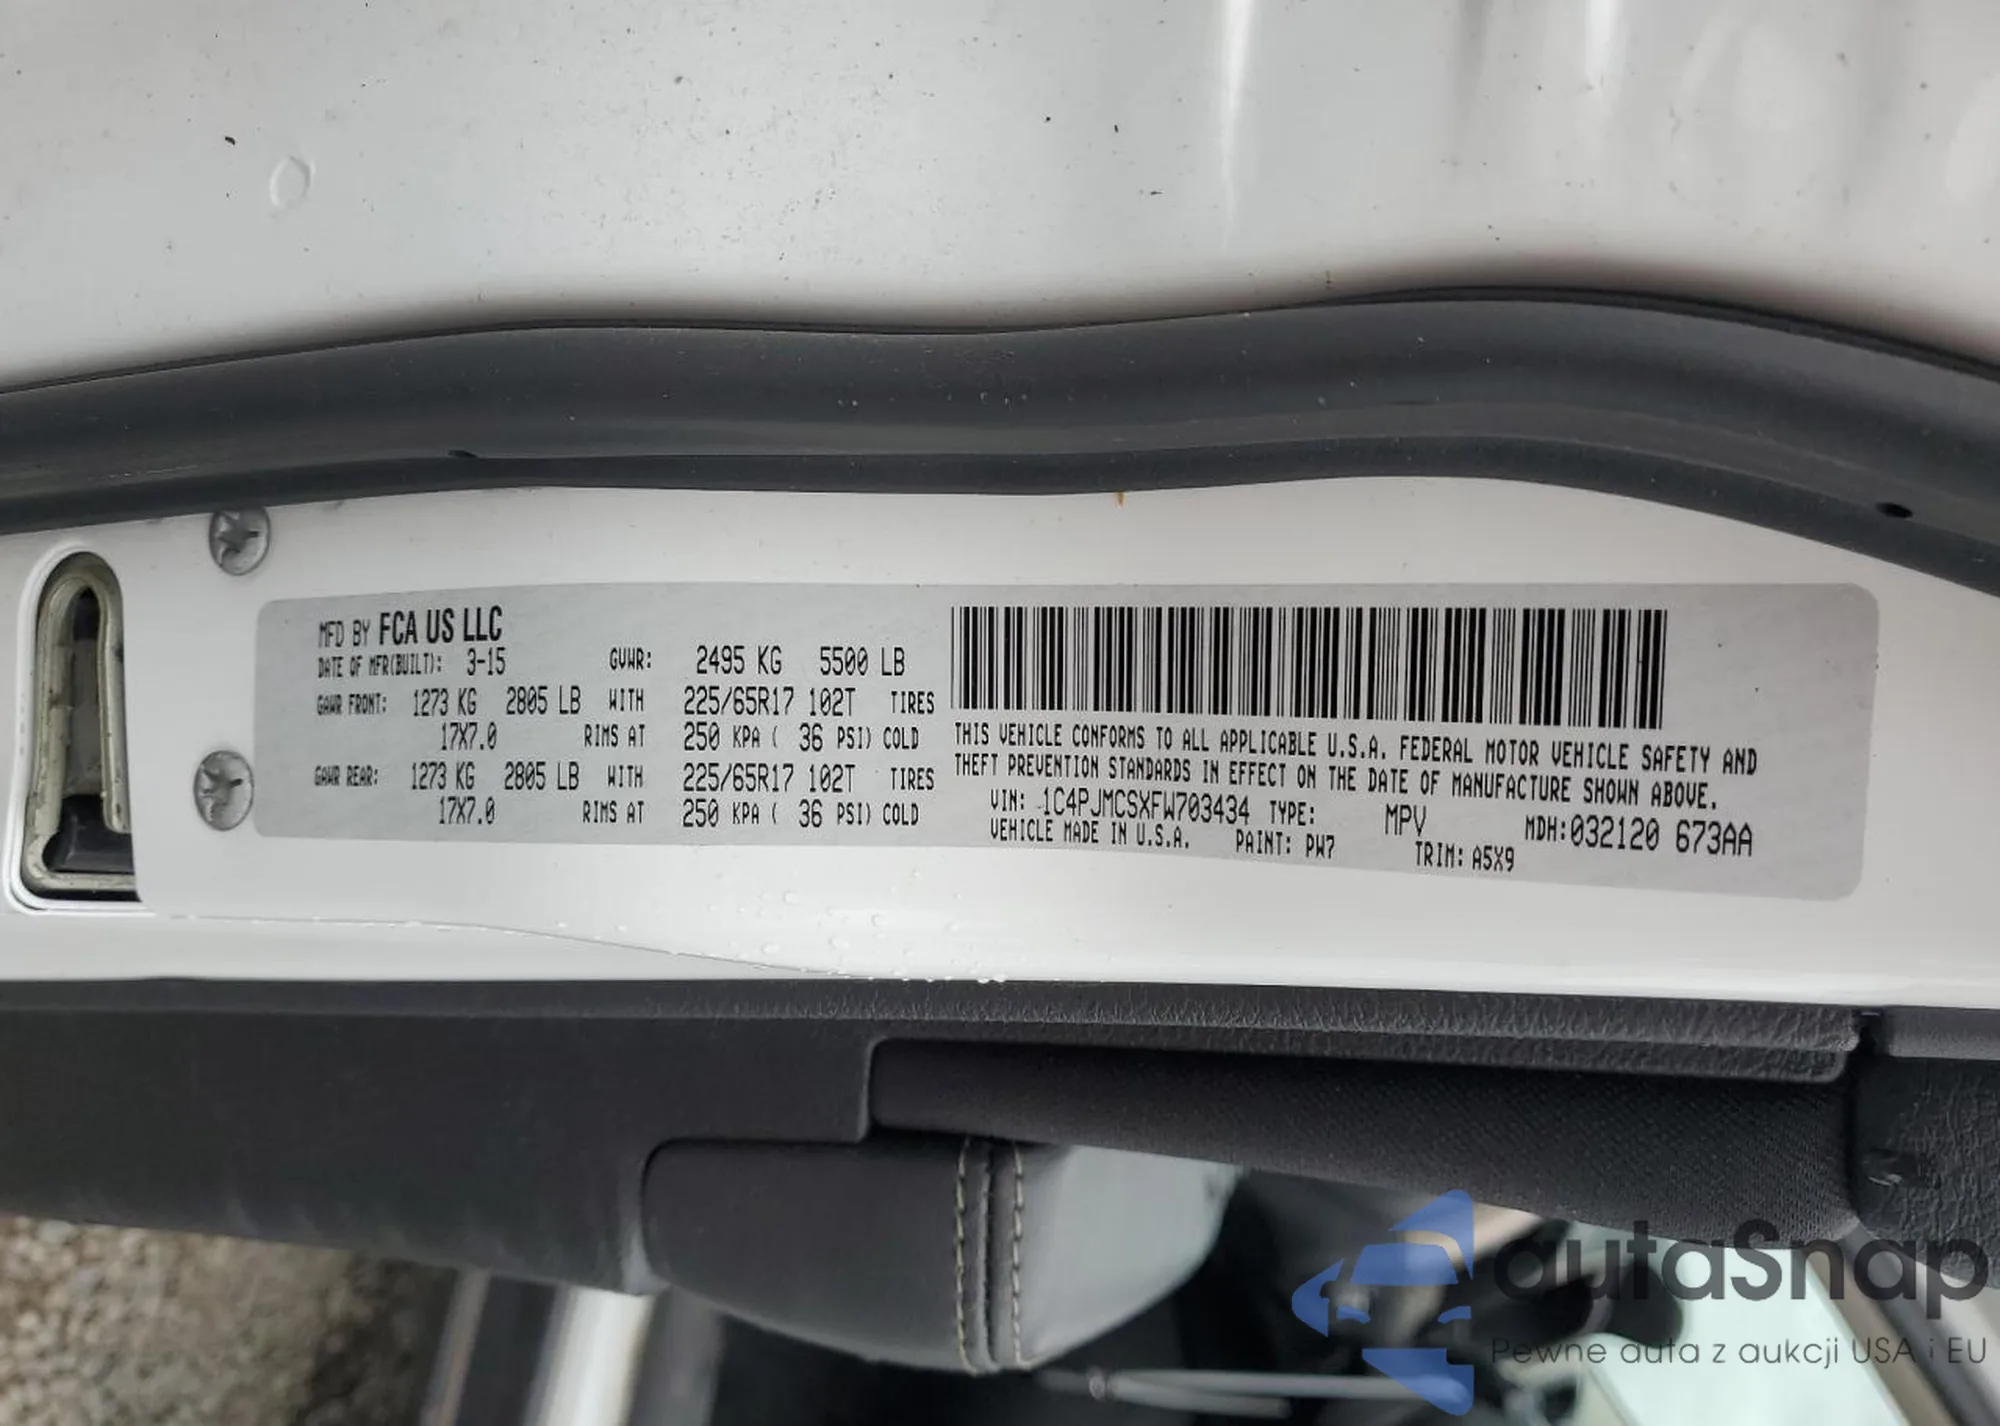 MFD BY FCA US LLC
DATE OF MFR(BUILT): 3-15 GVWR: 2495 KG 5500 LB
GAWR FRONT: 1273 KG 2805 LB WITH 225/65R17 102T TIRES
17X7.0 RIMS AT 250 KPA ( 36 PSI) COLD
GAWR REAR: 1273 KG 2805 LB WITH 225/65R17 102T TIRES
17X7.0 RIMS AT 250 KPA ( 36 PSI) COLD
THIS VEHICLE CONFORMS TO ALL APPLICABLE U.S.A. FEDERAL MOTOR VEHICLE SAFETY AND
THEFT PREVENTION STANDARDS IN EFFECT ON THE DATE OF MANUFACTURE SHOWN ABOVE.
VIN: 1C4PJMCSXFW703434 TYPE: MPV MDH:032120 673AA
VEHICLE MADE IN U.S.A. PAINT: PW7 TRIM: A5X9
autaSnap
Pewne auta z aukcji USA i EU